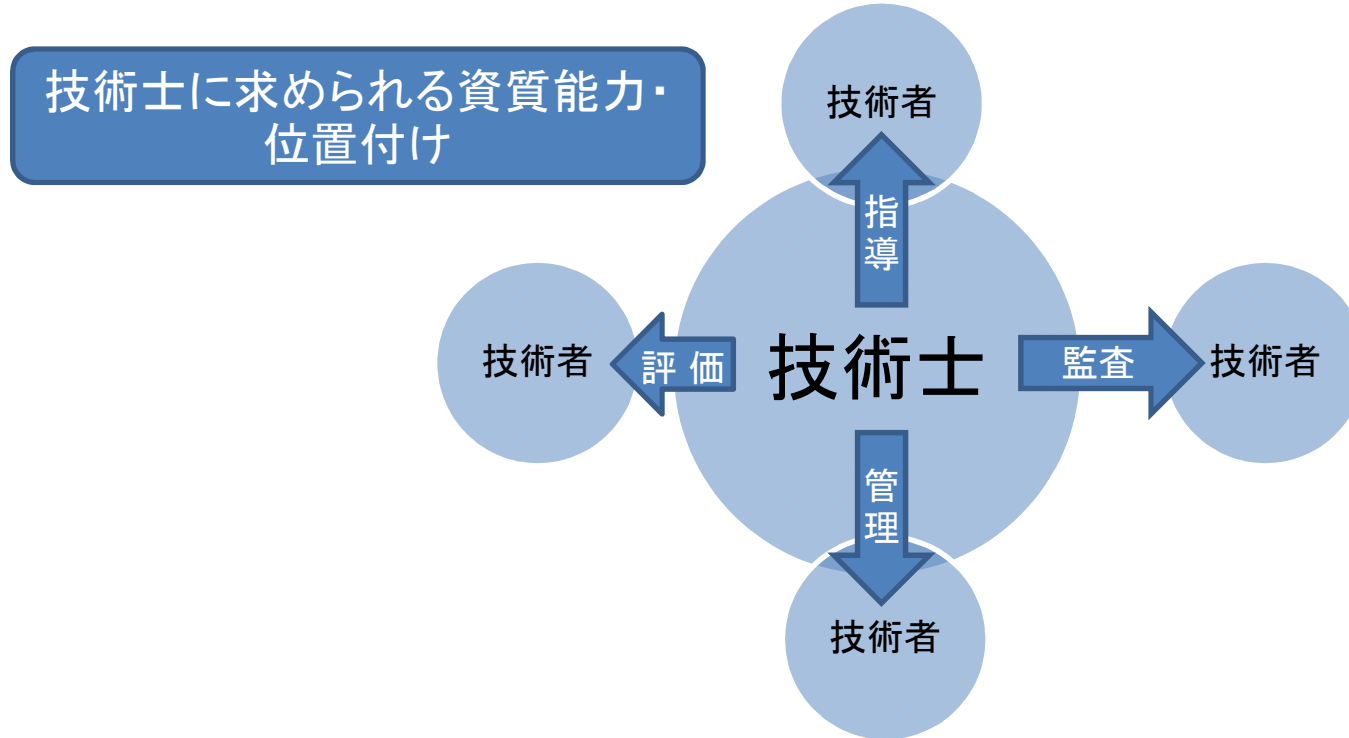 技術士に求められる資質能力・
位置付け
技術者
指
導
技術者
評 価
技術士
監査
技術者
管
理
技術者